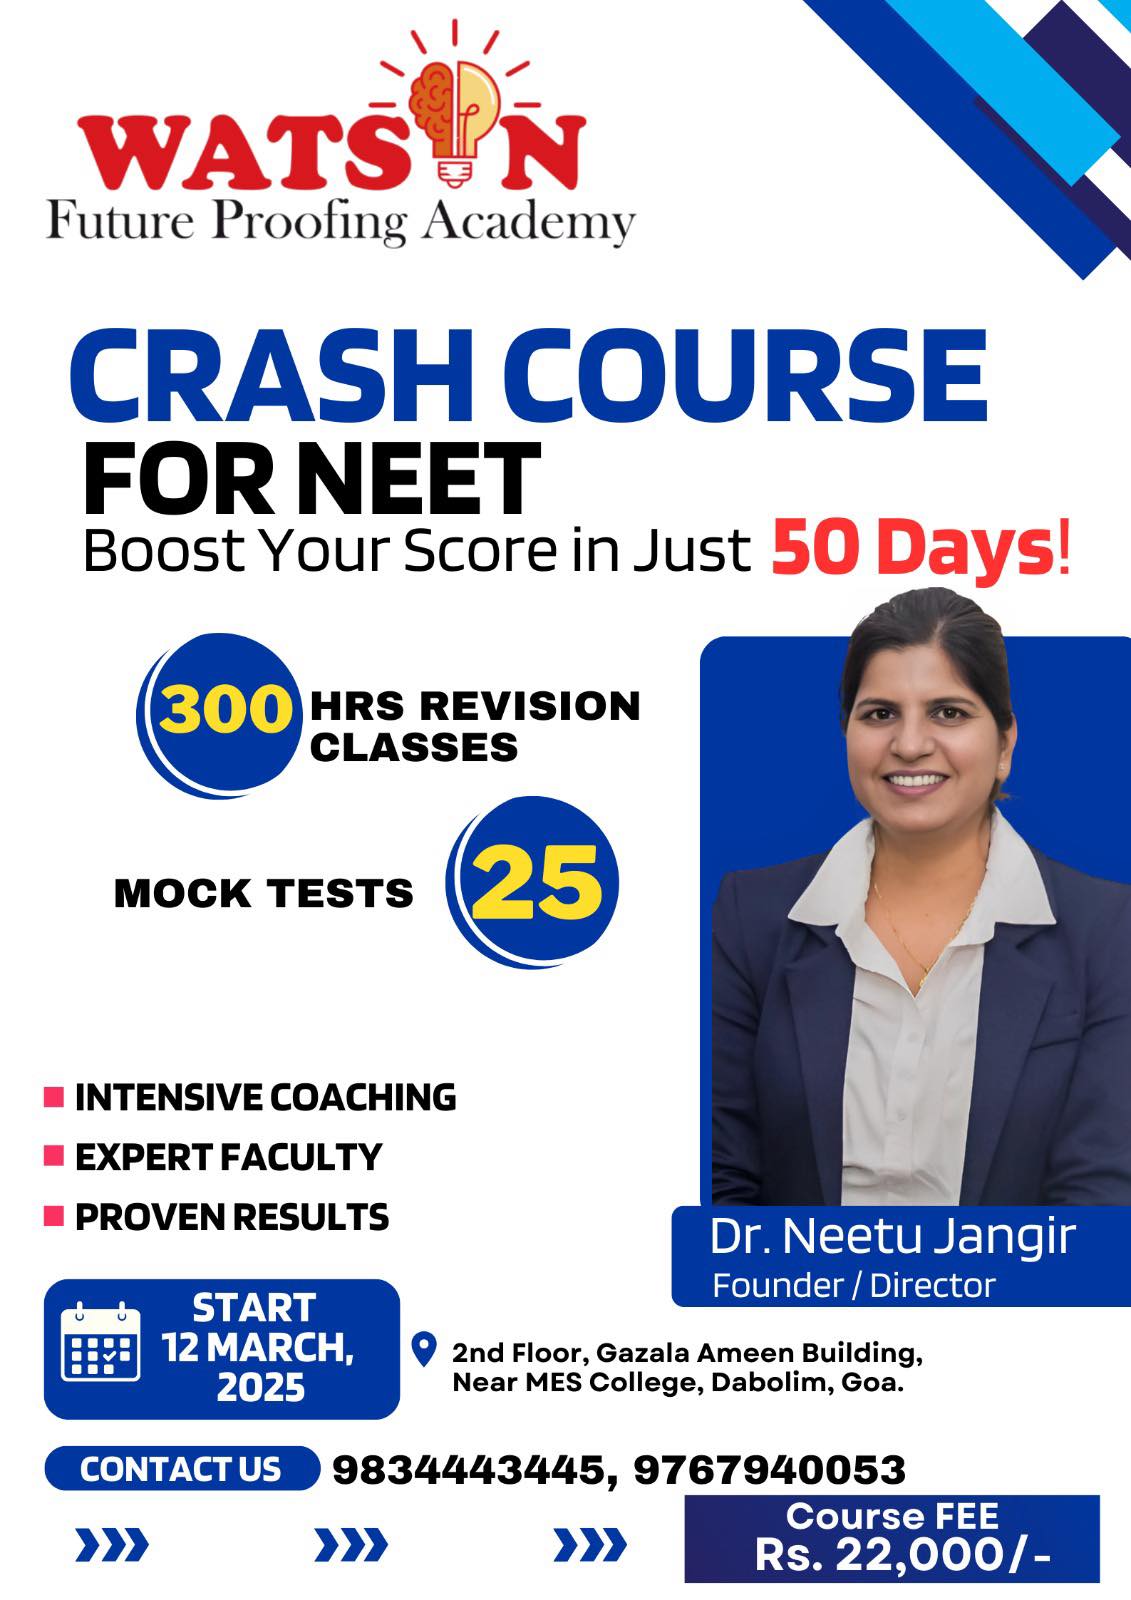 WATSON
Future Proofing Academy
CRASH COURSE
FOR NEET
Boost Your Score in Just 50 Days!
300 HRS REVISION
CLASSES
MOCK TESTS 25
INTENSIVE COACHING
EXPERT FACULTY
PROVEN RESULTS
Dr. Neetu Jangir
Founder / Director
START
12 MARCH,
2025
2nd Floor, Gazala Ameen Building,
Near MES College, Dabolim, Goa.
CONTACT US 9834443445, 9767940053
Course FEE
Rs. 22,000/-